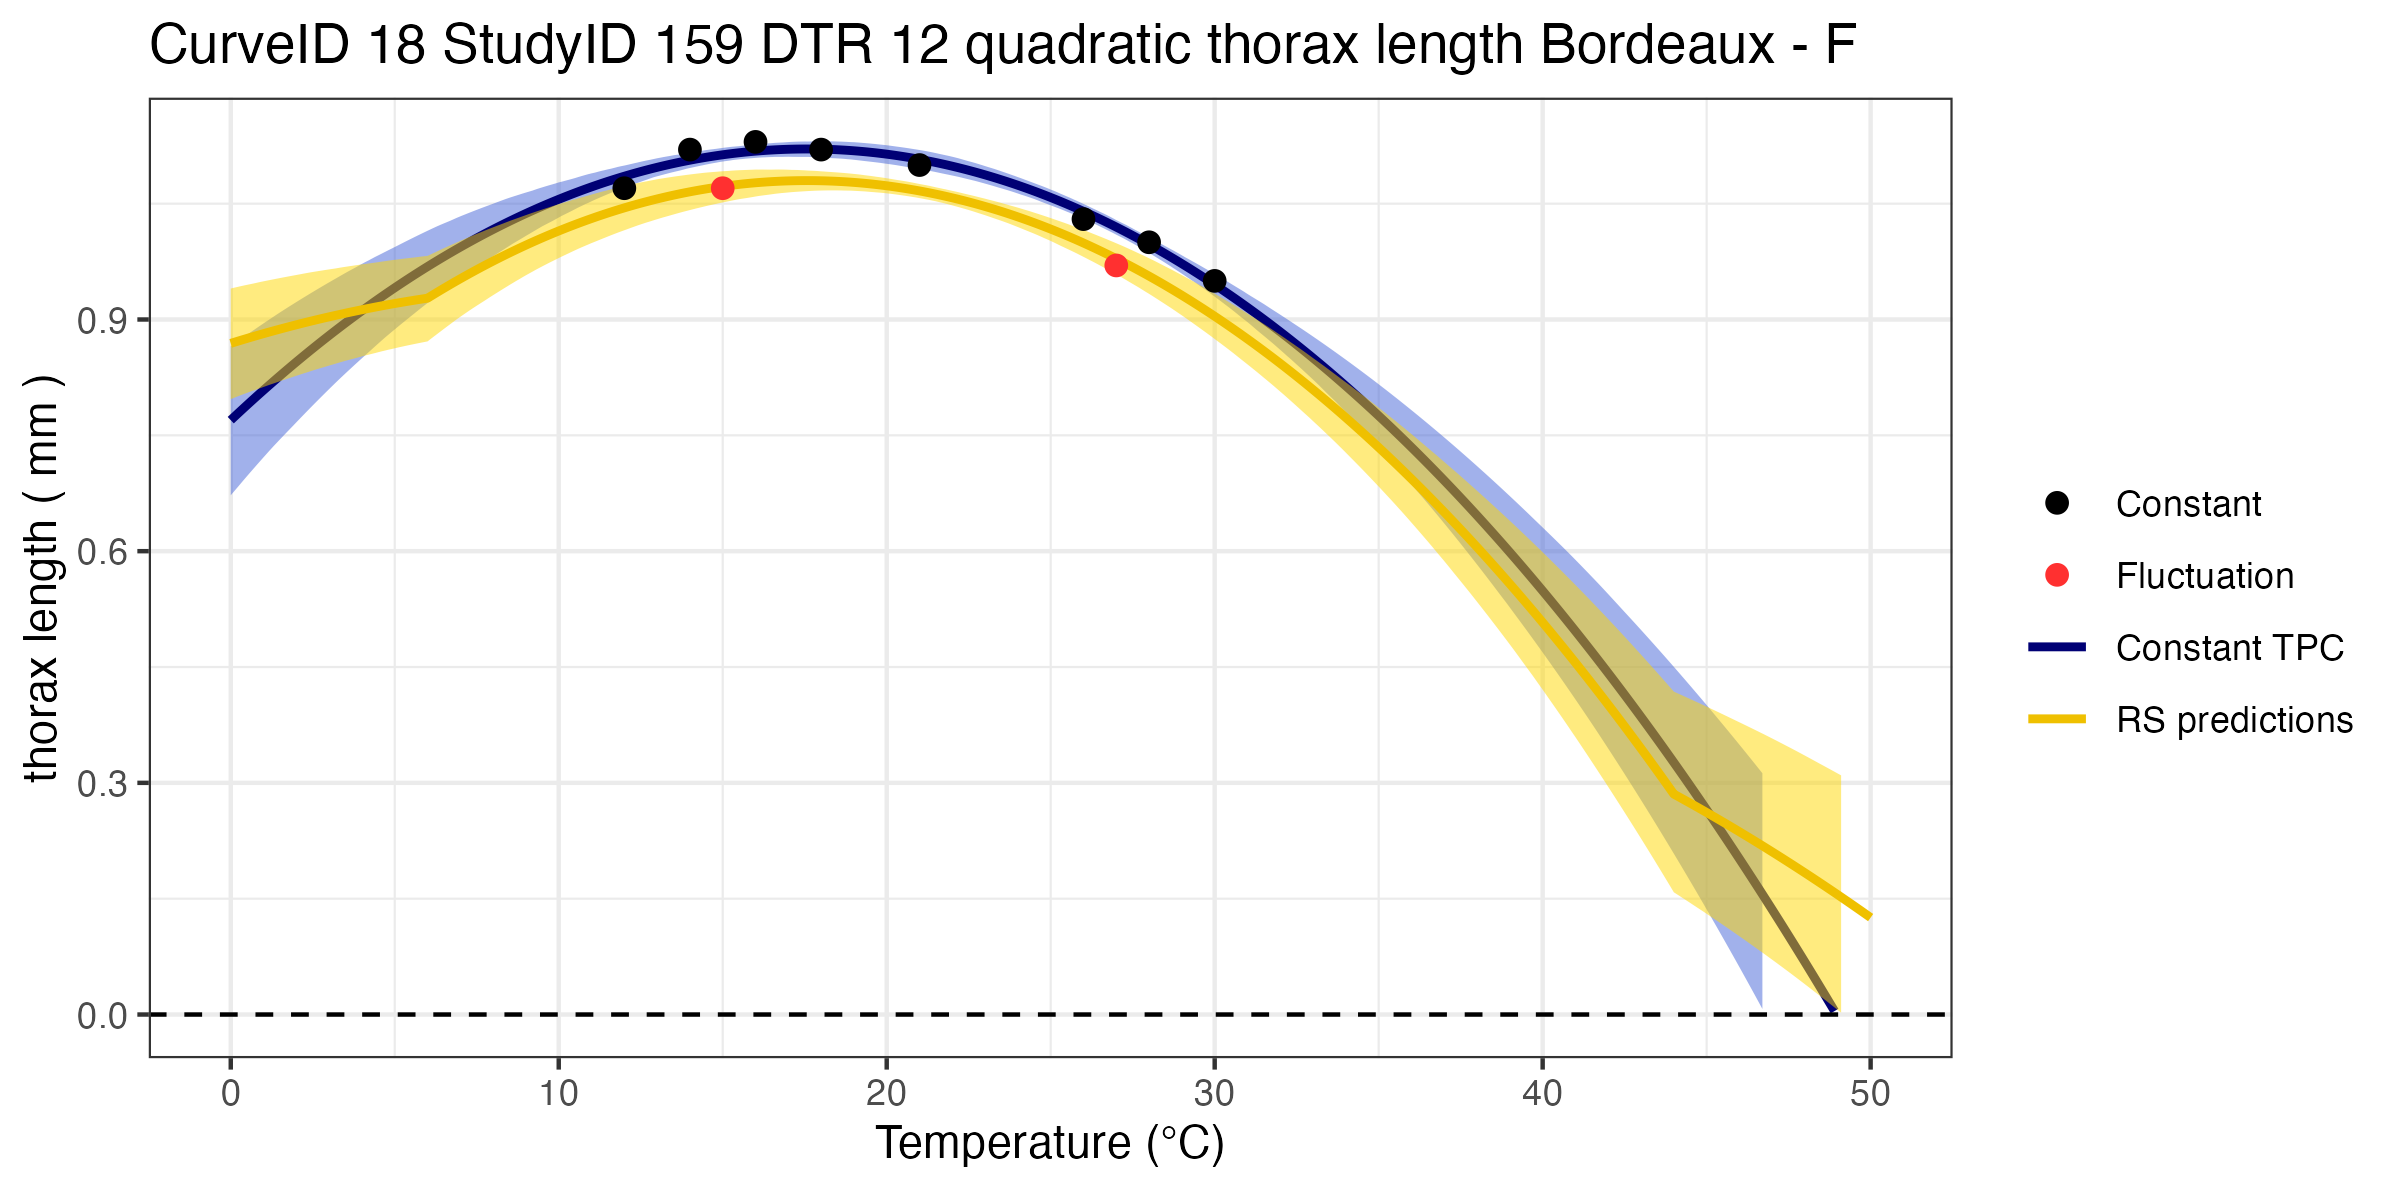 CurveID 18 StudyID 159 DTR 12 quadratic thorax length Bordeaux - F
thorax length ( mm )
0.9
0.6
0.3
0.0
0 10 20 30 40 50
Temperature (°C)
Constant
Fluctuation
Constant TPC
RS predictions